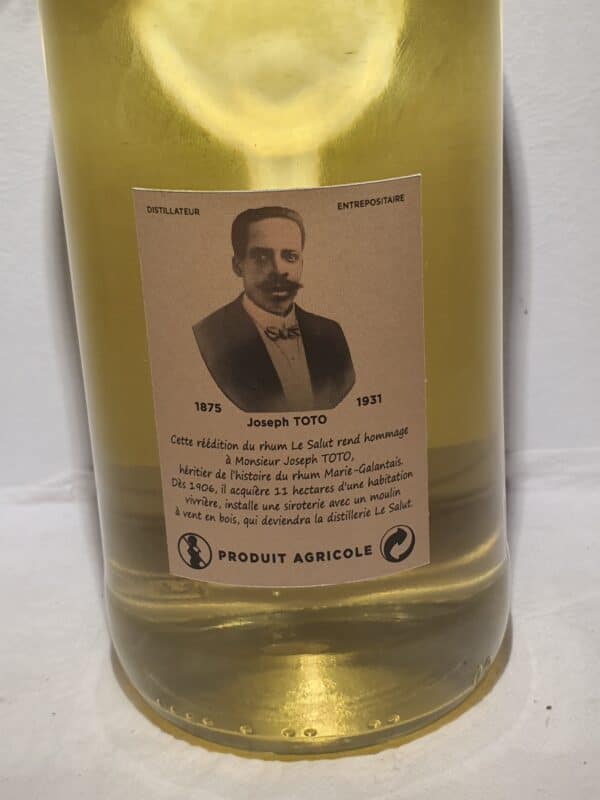 DISTILLATEUR
ENTREPOSITAIRE
1875
1931
Joseph TOTO
Cette réédition du rhum Le Salut rend hommage
à Monsieur Joseph TOTO,
héritier de l'histoire du rhum Marie-Galantais.
Dès 1906, il acquière 11 hectares d'une habitation
vivrière, installe une siroterie avec un moulin
à vent en bois, qui deviendra la distillerie Le Salut.
PRODUIT AGRICOLE